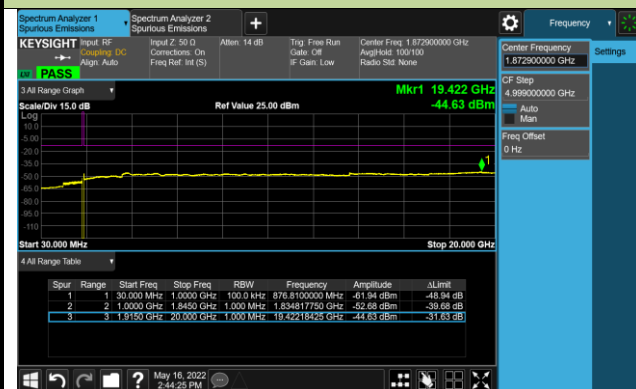 Spectrum Analyzer 1
Spurious Emissions
Spectrum Analyzer 2
Spurious Emissions
+
Frequency
KEYSIGHT
Input: RF
Coupling: DC
Align: Auto
Input Z: 50 Ω
Corrections: On
Freq Ref: Int (S)
Atten: 14 dB
Trig: Free Run
Gate: Off
IF Gain: Low
Center Freq: 1.872900000 GHz
Avg|Hold: 100/100
Radio Std: None
PASS
Center Frequency
1.872900000 GHz
Settings
CF Step
4.999000000 GHz
Auto
Man
Freq Offset
0 Hz
3 All Range Graph
Mkr1 19.422 GHz
Scale/Div 15.0 dB
Ref Value 25.00 dBm
-44.63 dBm
Log
10.0
-5.00
-20.0
-35.0
-50.0
-65.0
-80.0
-95.0
-110
1
Start 30.000 MHz
Stop 20.000 GHz
4 All Range Table
Spur Range Start Freq Stop Freq RBW Frequency Amplitude ΔLimit
1 1 30.000 MHz 1.0000 GHz 100.0 kHz 876.8100000 MHz -61.94 dBm -48.94 dB
2 2 1.0000 GHz 1.8450 GHz 1.000 MHz 1.834817750 GHz -52.68 dBm -39.68 dB
3 3 1.9150 GHz 20.000 GHz 1.000 MHz 19.42218425 GHz -44.63 dBm -31.63 dB
?
May 16, 2022
2:44:25 PM